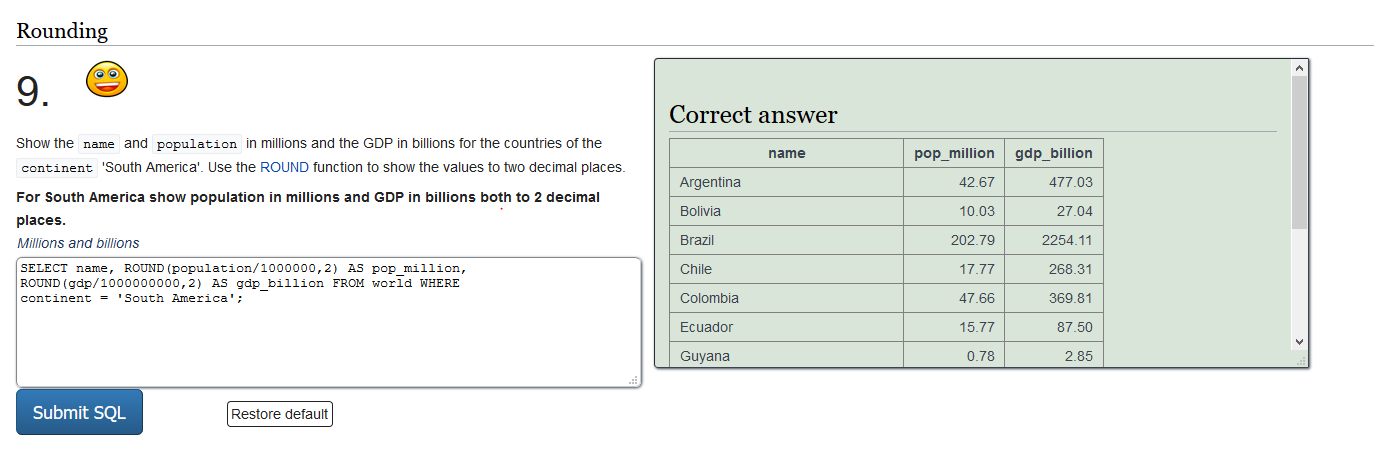 Rounding
9.
Show the name and population in millions and the GDP in billions for the countries of the
continent 'South America'. Use the ROUND function to show the values to two decimal places.
For South America show population in millions and GDP in billions both to 2 decimal
places.
Millions and billions
SELECT name, ROUND(population/1000000,2) AS pop_million,
ROUND(gdp/1000000000,2) AS gdp_billion FROM world WHERE
continent = 'South America';
Submit SQL
Restore default
Correct answer
name pop_million gdp_billion
Argentina 42.67 477.03
Bolivia 10.03 27.04
Brazil 202.79 2254.11
Chile 17.77 268.31
Colombia 47.66 369.81
Ecuador 15.77 87.50
Guyana 0.78 2.85